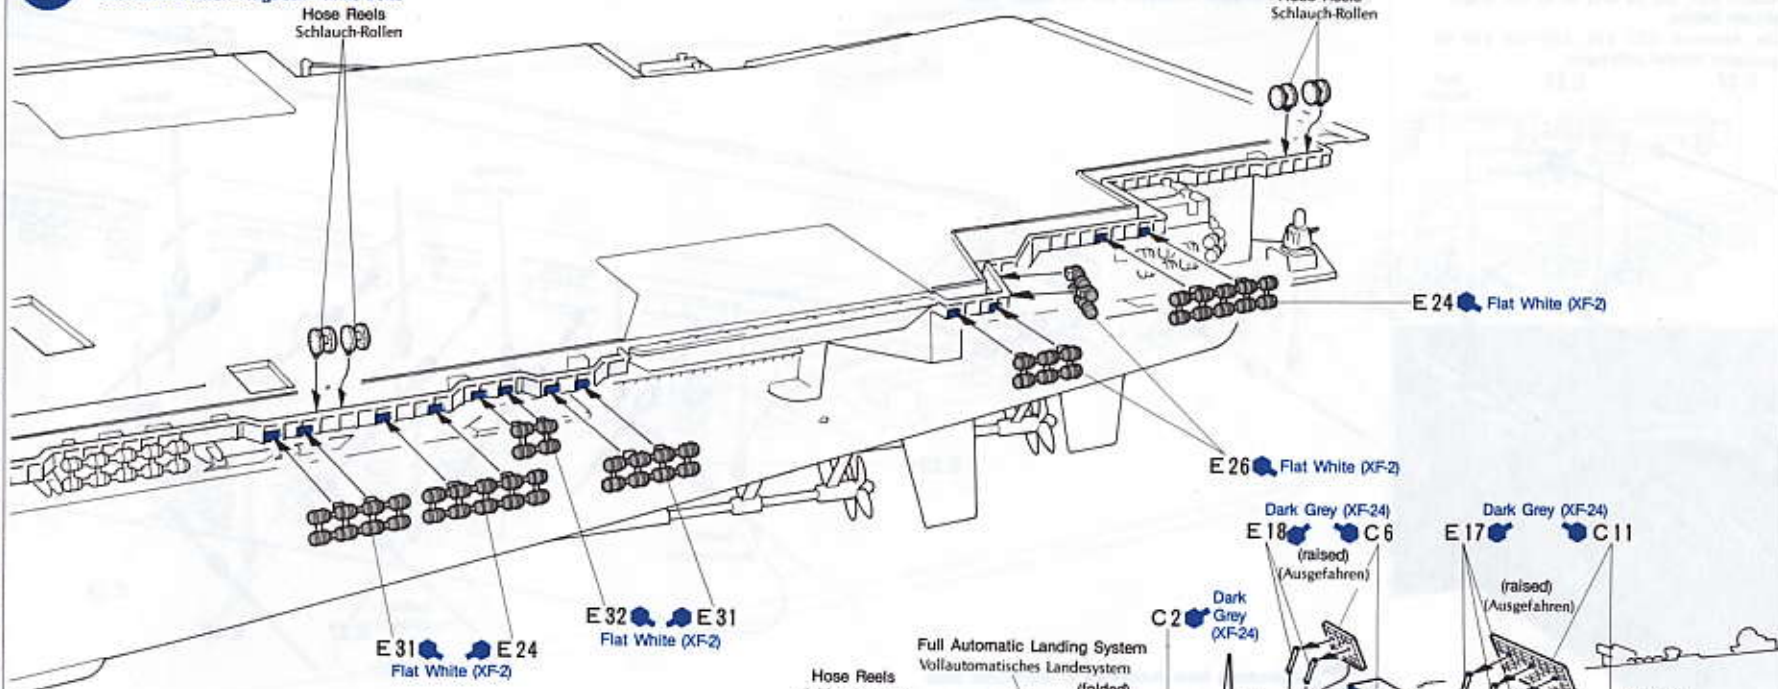 Hose Reels
Schlauch-Rollen
Schlauch-Rollen
E 24 Flat White (XF-2)
E 26 Flat White (XF-2)
Dark Grey (XF-24)
E 18 C 6
(raised)
(Ausgefahren)
Dark Grey (XF-24)
E 17 C 11
(raised)
(Ausgefahren)
E 32 E 31
Flat White (XF-2)
E 31 E 24
Flat White (XF-2)
C 2 Dark
Grey
(XF-24)
Full Automatic Landing System
Vollautomatisches Landesystem
(folded)
Hose Reels